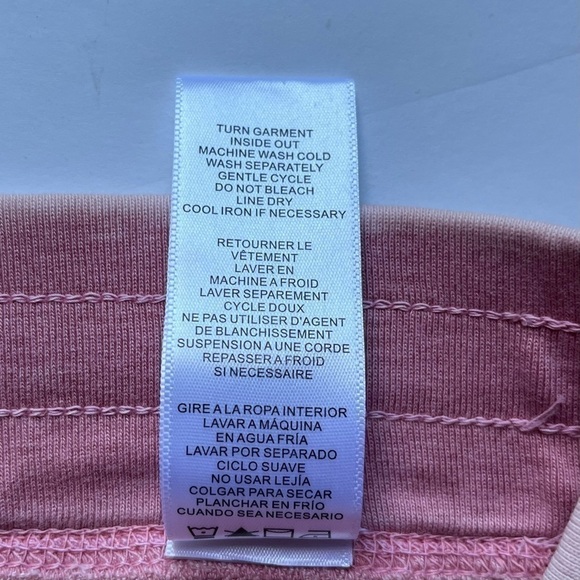 TURN GARMENT
INSIDE OUT
MACHINE WASH COLD
WASH SEPARATELY
GENTLE CYCLE
DO NOT BLEACH
LINE DRY
COOL IRON IF NECESSARY
RETOURNER LE
VÊTEMENT
LAVER EN
MACHINE A FROID
LAVER SEPAREMENT
CYCLE DOUX
NE PAS UTILISER D'AGENT
DE BLANCHISSEMENT
SUSPENSION A UNE CORDE
REPASSER A FROID
SI NECESSAIRE
GIRE A LA ROPA INTERIOR
LAVAR A MÁQUINA
EN AGUA FRÍA
LAVAR POR SEPARADO
CICLO SUAVE
NO USAR LEJÍA
COLGAR PARA SECAR
PLANCHAR EN FRÍO
CUANDO SEA NECESARIO